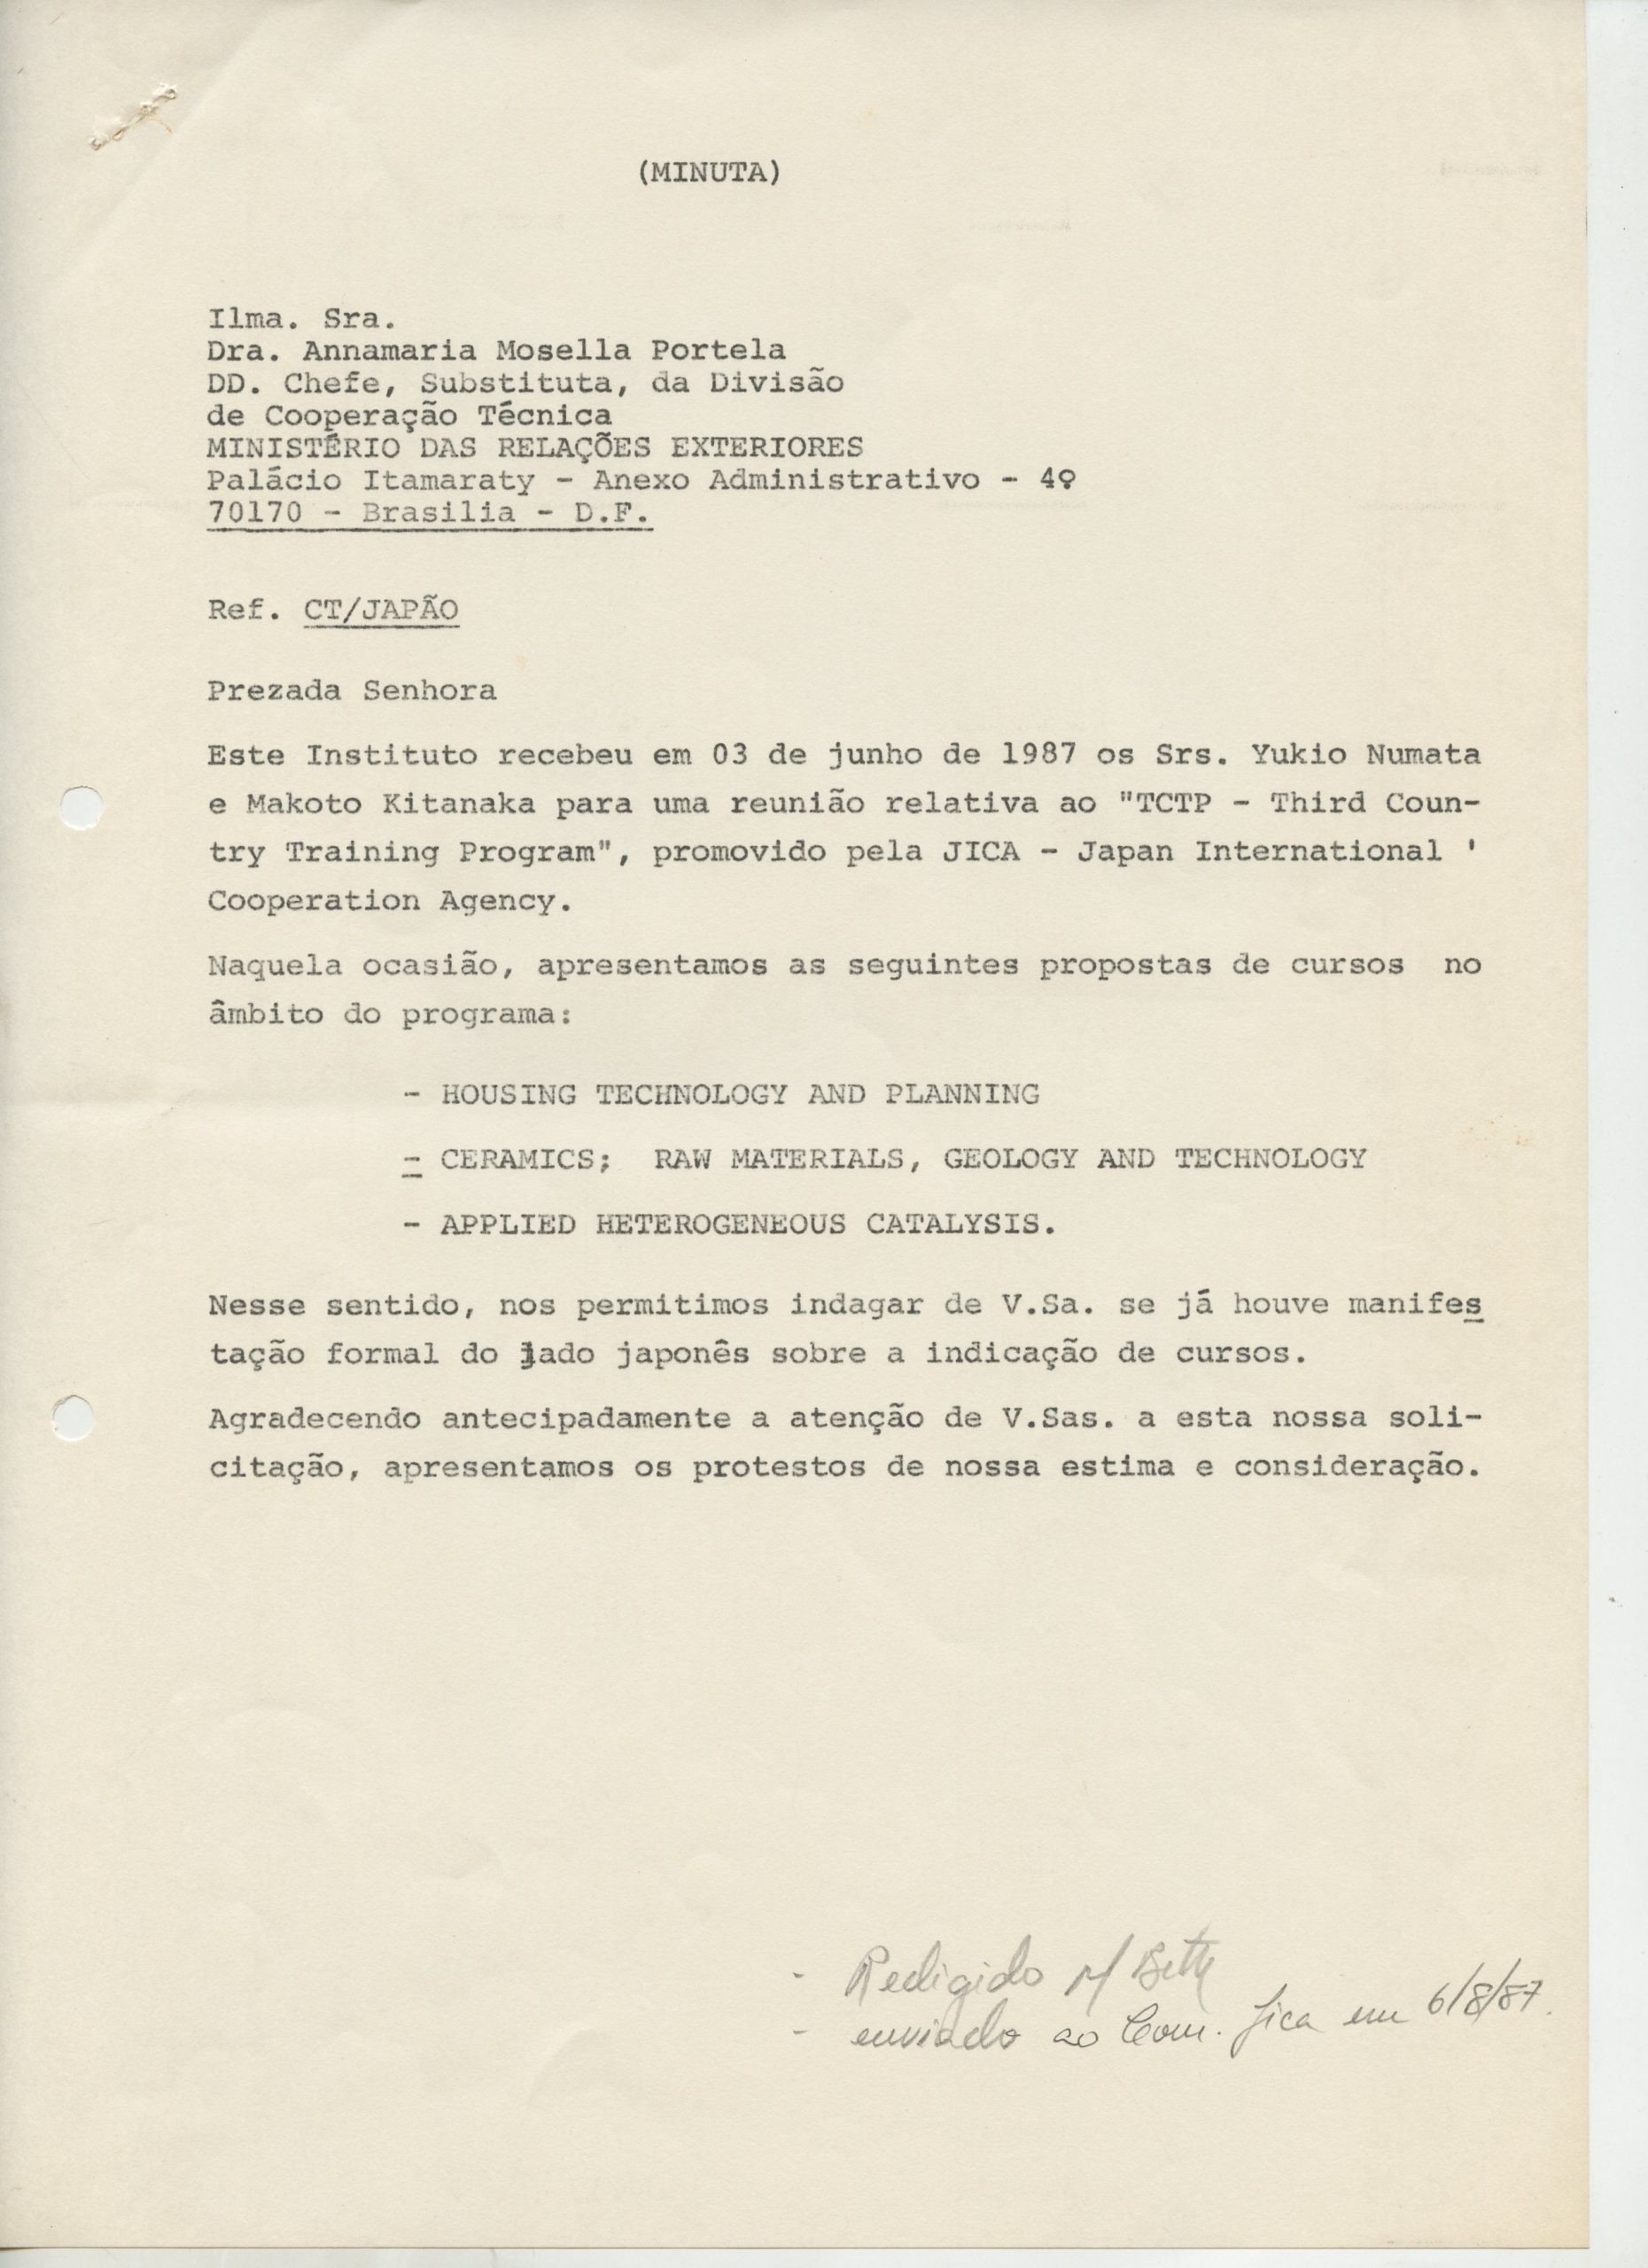 (MINUTA)
Ilma. Sra.
Dra. Annamaria Mosella Portela
DD. Chefe, Substituta, da Divisão
de Cooperação Técnica
MINISTÉRIO DAS RELAÇÕES EXTERIORES
Palácio Itamaraty - Anexo Administrativo - 4º
70170 - Brasilia - D.F.
Ref. CT/JAPÃO
Prezada Senhora
Este Instituto recebeu em 03 de junho de 1987 os Srs. Yukio Numata
e Makoto Kitanaka para uma reunião relativa ao "TCTP - Third Coun-
try Training Program", promovido pela JICA - Japan International '
Cooperation Agency.
Naquela ocasião, apresentamos as seguintes propostas de cursos no
âmbito do programa:
- HOUSING TECHNOLOGY AND PLANNING
- CERAMICS; RAW MATERIALS, GEOLOGY AND TECHNOLOGY
- APPLIED HETEROGENEOUS CATALYSIS.
Nesse sentido, nos permitimos indagar de V.Sa. se já houve manifes
tação formal do lado japonês sobre a indicação de cursos.
Agradecendo antecipadamente a atenção de V.Sas. a esta nossa soli-
citação, apresentamos os protestos de nossa estima e consideração.
- Redigido
- enviado ao Com. Jica em 6/8/87.